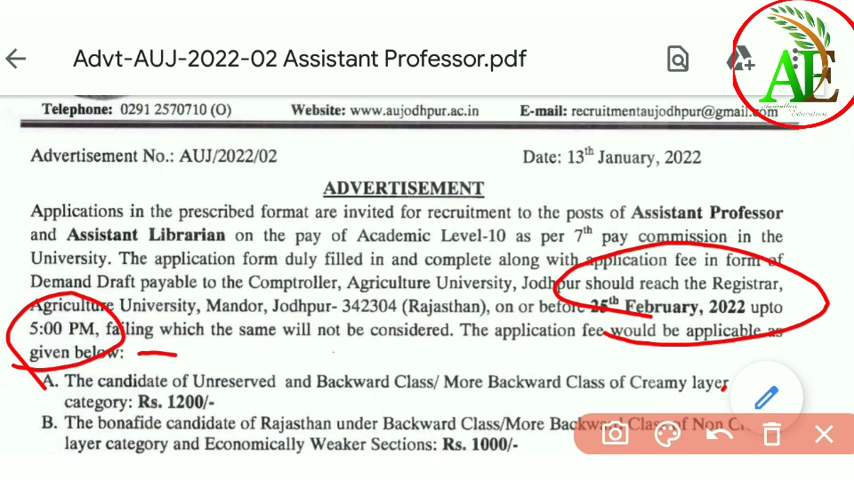 Advt-AUJ-2022-02 Assistant Professor.pdf
AE
Agriculture
Education
Telephone: 0291 2570710 (O) Website: www.aujodhpur.ac.in E-mail: recruitmentaujodhpur@gmail.com
Advertisement No.: AUJ/2022/02 Date: 13th January, 2022
ADVERTISEMENT
Applications in the prescribed format are invited for recruitment to the posts of Assistant Professor
and Assistant Librarian on the pay of Academic Level-10 as per 7th pay commission in the
University. The application form duly filled in and complete along with application fee in form of
Demand Draft payable to the Comptroller, Agriculture University, Jodhpur should reach the Registrar,
Agriculture University, Mandor, Jodhpur- 342304 (Rajasthan), on or before 25th February, 2022 upto
5:00 PM, failing which the same will not be considered. The application fee would be applicable as
given below:
A. The candidate of Unreserved and Backward Class/ More Backward Class of Creamy layer
category: Rs. 1200/-
B. The bonafide candidate of Rajasthan under Backward Class/More Backward Class of Non
layer category and Economically Weaker Sections: Rs. 1000/-